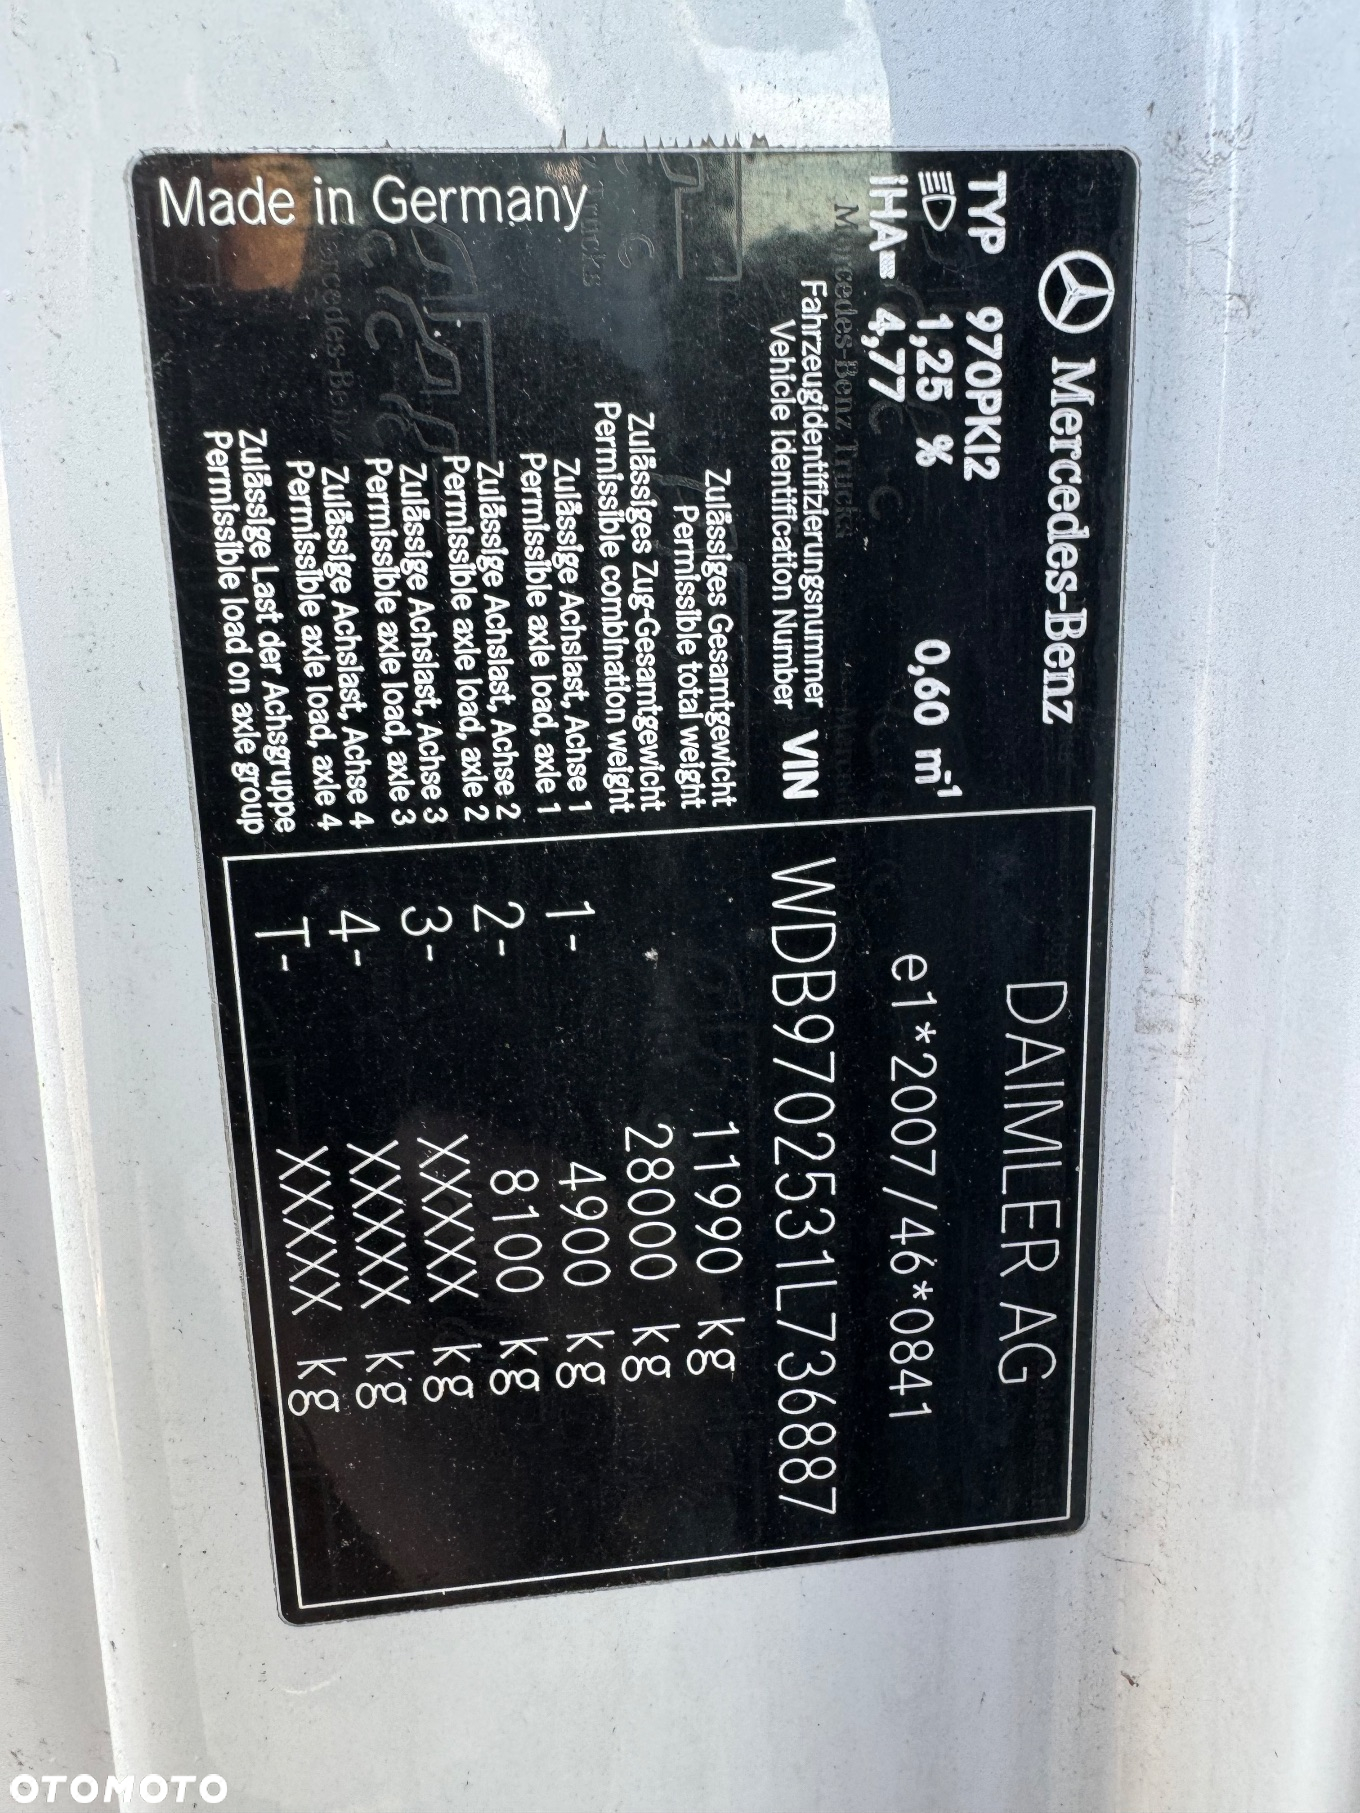 Mercedes-Benz
DAIMLER AG
TYP 970PKI2
1,25 % 0,60 m-1
e1*2007/46*0841
iHA= 4,77
Fahrzeugidentifizierungsnummer
Vehicle Identification Number VIN
WDB9702531L736887
Zulässiges Gesamtgewicht
Permissible total weight
11990 kg
Zulässiges Zug-Gesamtgewicht
Permissible combination weight
28000 kg
Zulässige Achslast, Achse 1
Permissible axle load, axle 1
1- 4900 kg
Zulässige Achslast, Achse 2
Permissible axle load, axle 2
2- 8100 kg
Zulässige Achslast, Achse 3
Permissible axle load, axle 3
3- XXXXX kg
Zulässige Achslast, Achse 4
Permissible axle load, axle 4
4- XXXXX kg
Zulässige Last der Achsgruppe
Permissible load on axle group
T- XXXXX kg
Made in Germany
Mercedes-Benz Trucks
OTOMOTO